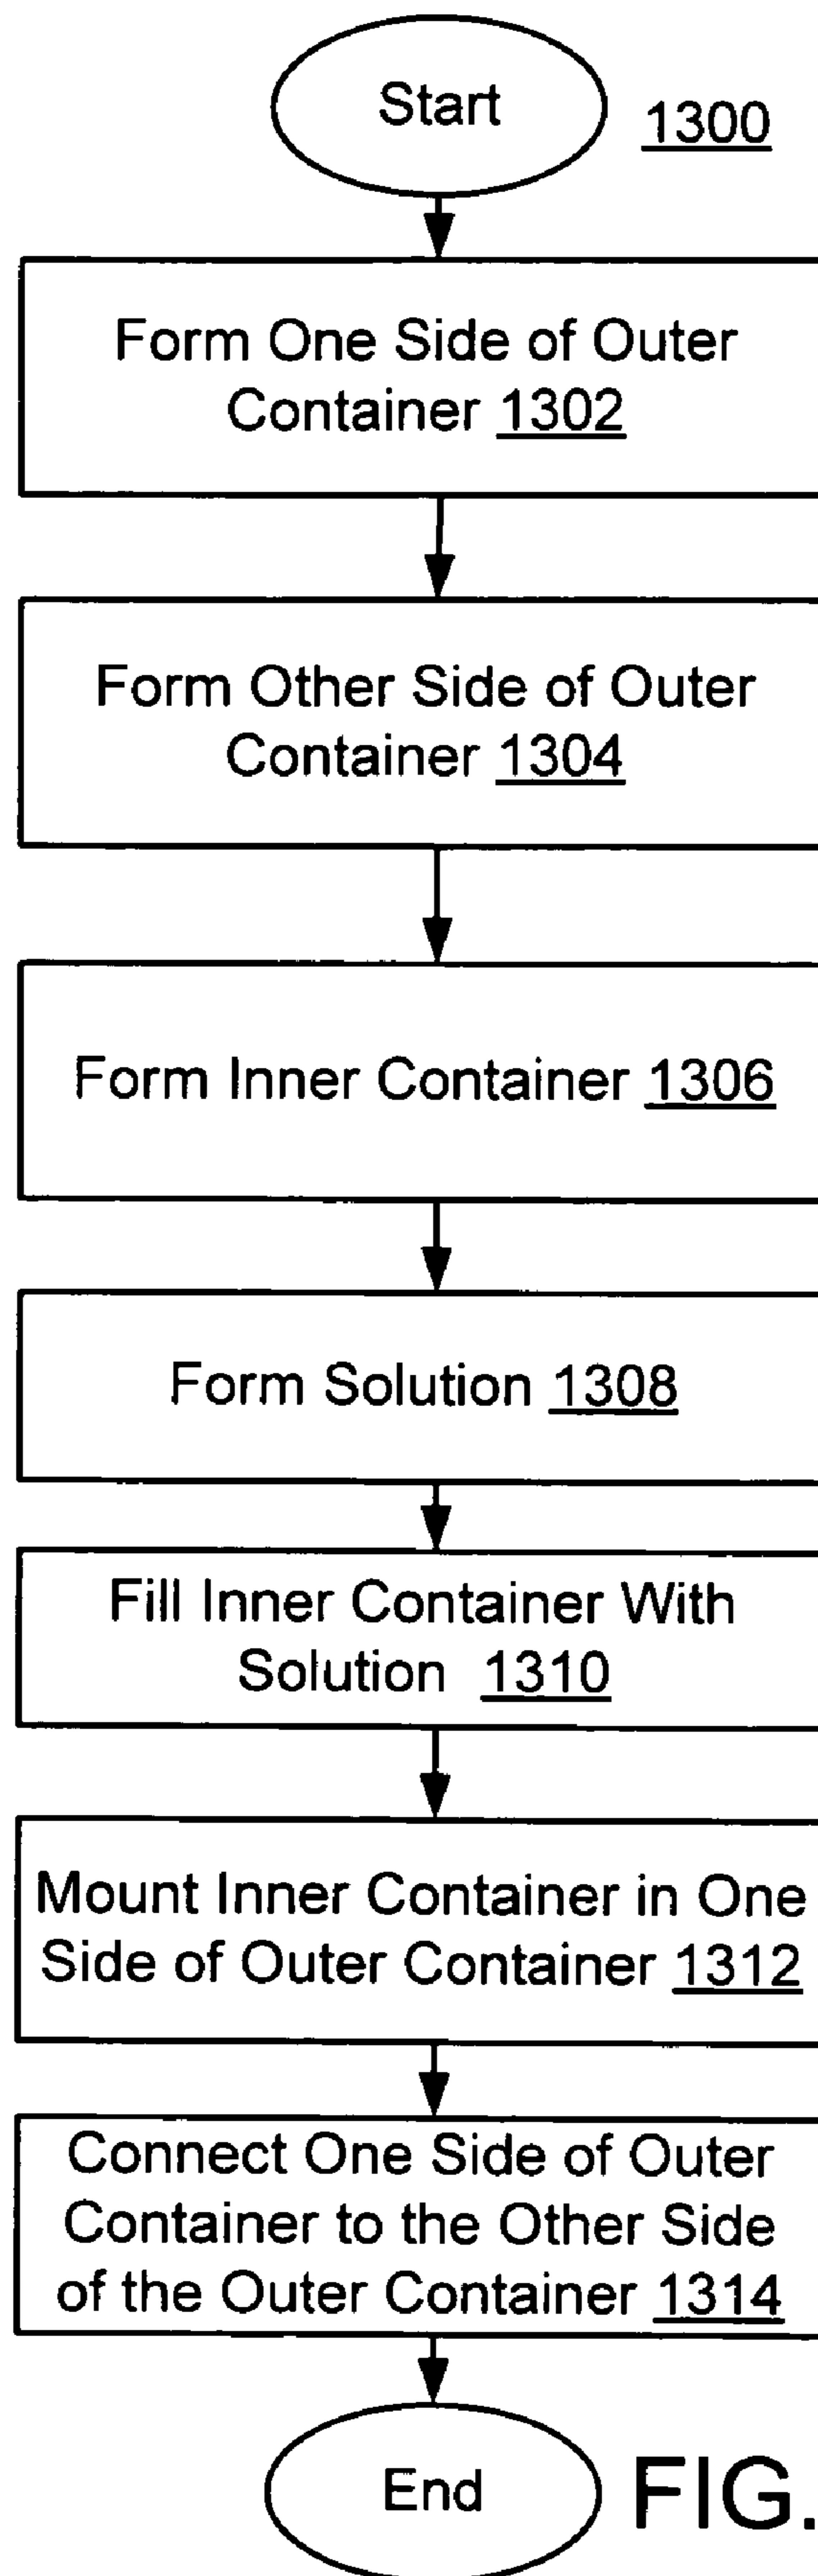 Start
1300
Form One Side of Outer
Container 1302
Form Other Side of Outer
Container 1304
Form Inner Container 1306
Form Solution 1308
Fill Inner Container With
Solution 1310
Mount Inner Container in One
Side of Outer Container 1312
Connect One Side of Outer
Container to the Other Side
of the Outer Container 1314
End
FIG.